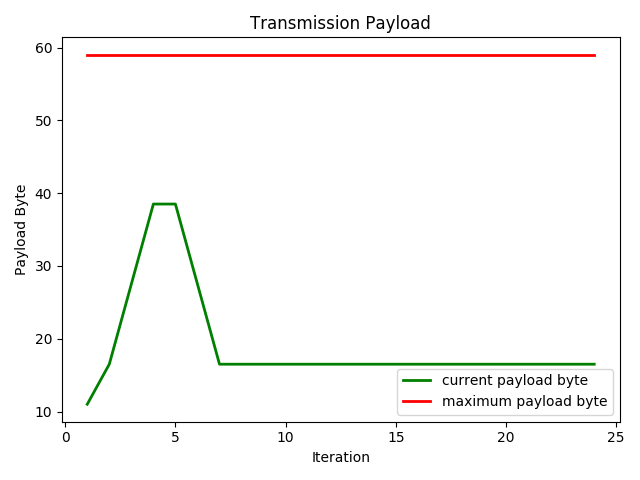 Transmission Payload
Payload Byte
60
50
40
30
20
10
0
5
10
15
20
25
Iteration
current payload byte
maximum payload byte